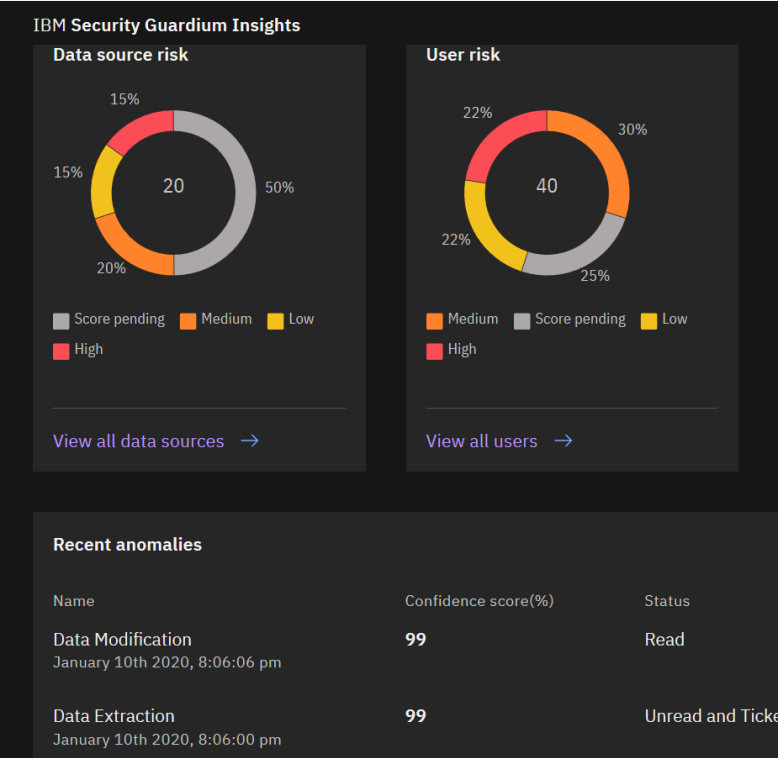 IBM Security Guardium Insights
Data source risk
15%
15%
20
50%
20%
Score pending Medium Low
High
View all data sources
User risk
22%
30%
40
22%
25%
Medium Score pending Low
High
View all users
Recent anomalies
Name Confidence score(%) Status
Data Modification 99 Read
January 10th 2020, 8:06:06 pm
Data Extraction 99 Unread and Ticke
January 10th 2020, 8:06:00 pm